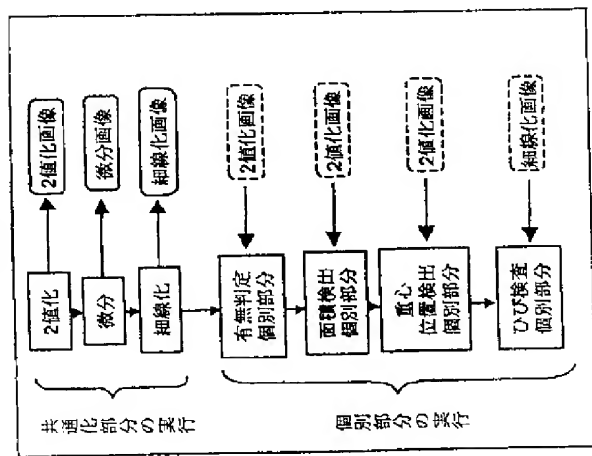 共通化部分の実行
2値化
2値化画像
微分
微分画像
細線化
細線化画像
個別部分の実行
有無判定
個別部分
2値化画像
面積検出
個別部分
2値化画像
重心
位置検出
個別部分
2値化画像
ひび検査
個別部分
細線化画像